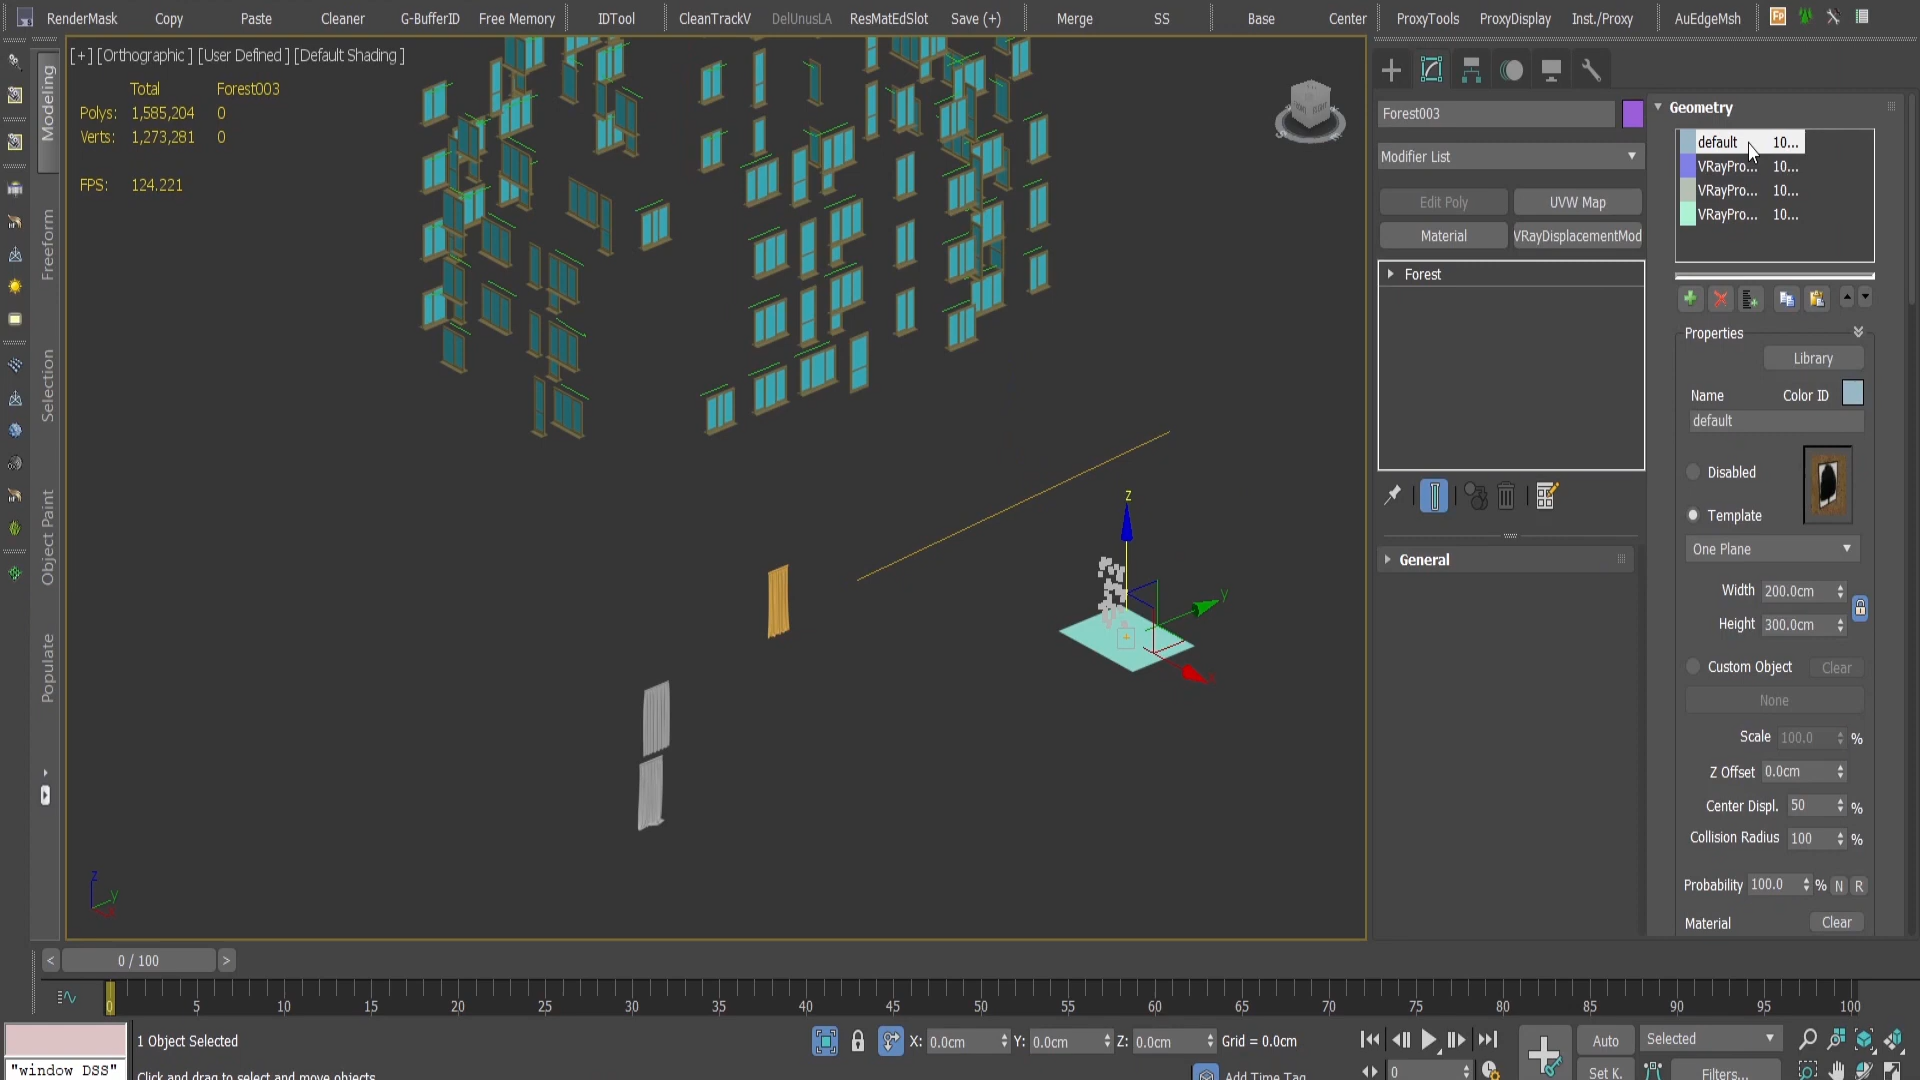 RenderMask Copy Paste Cleaner G-BufferID Free Memory IDTool CleanTrackV DelUnusLA ResMatEdSlot Save (+) Merge SS Base Center ProxyTools ProxyDisplay Inst./Proxy AuEdgeMsh
[+] [Orthographic ] [User Defined ] [Default Shading ]
Total Forest003
Polys: 1,585,204 0
Verts: 1,273,281 0
FPS: 124.221
Modeling
Freeform
Selection
Object Paint
Populate
Z
Y
Forest003
Modifier List
Edit Poly UVW Map
Material VRayDisplacementMod
Forest
General
Geometry
default 10...
VRayPro... 10...
VRayPro... 10...
VRayPro... 10...
Properties
Library
Name Color ID
default
Disabled
Template
One Plane
Width 200.0cm
Height 300.0cm
Custom Object Clear
None
Scale 100.0 %
Z Offset 0.0cm
Center Displ. 50 %
Collision Radius 100 %
Probability 100.0 % N R
Material Clear
< 0 / 100 >
0 5 10 15 20 25 30 35 40 45 50 55 60 65 70 75 80 85 90 95 100
1 Object Selected X: 0.0cm Y: 0.0cm Z: 0.0cm Grid = 0.0cm Auto Selected
"window DSS" Click and drag to select and move objects Add Time Tag 0 Set K. Filters...